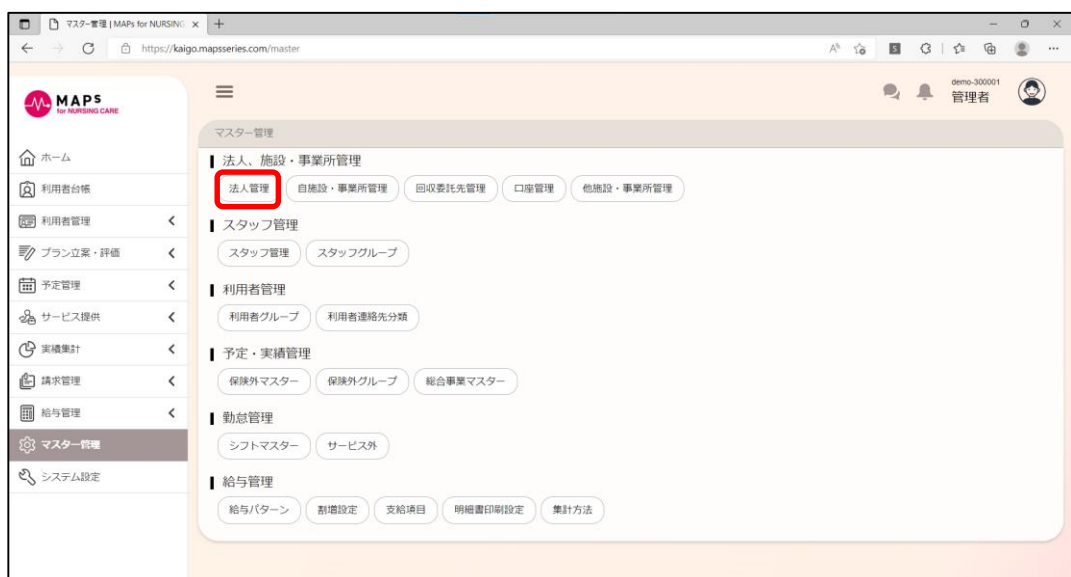 マスター管理 | MAPs for NURSING
https://kaigo.mapsseries.com/master
MAPS
for NURSING CARE
demo-300001
管理者
マスター管理
ホーム
利用者台帳
利用者管理
プラン立案・評価
予定管理
サービス提供
実績集計
請求管理
給与管理
マスター管理
システム設定
法人、施設・事業所管理
法人管理 自施設・事業所管理 回収委託先管理 口座管理 他施設・事業所管理
スタッフ管理
スタッフ管理 スタッフグループ
利用者管理
利用者グループ 利用者連絡先分類
予定・実績管理
保険外マスター 保険外グループ 総合事業マスター
勤怠管理
シフトマスター サービス外
給与管理
給与パターン 割増設定 支給項目 明細書印刷設定 集計方法